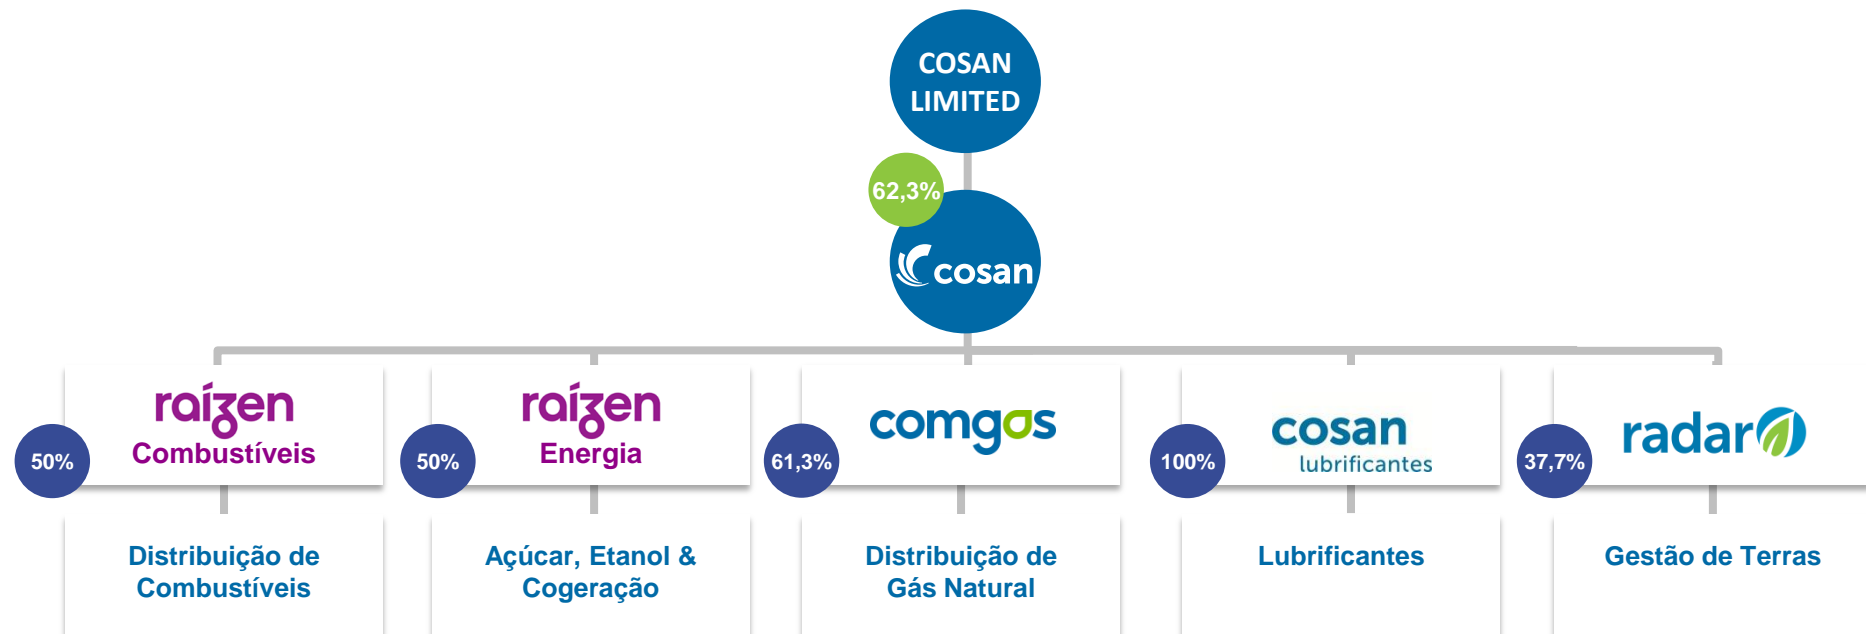 COSAN
LIMITED
62,3%
cosan
raízen
Combustíveis
50%
raízen
Energia
50%
comgas
61,3%
cosan
lubrificantes
100%
radar
37,7%
Distribuição de
Combustíveis
Açúcar, Etanol &
Cogeração
Distribuição de
Gás Natural
Lubrificantes
Gestão de Terras